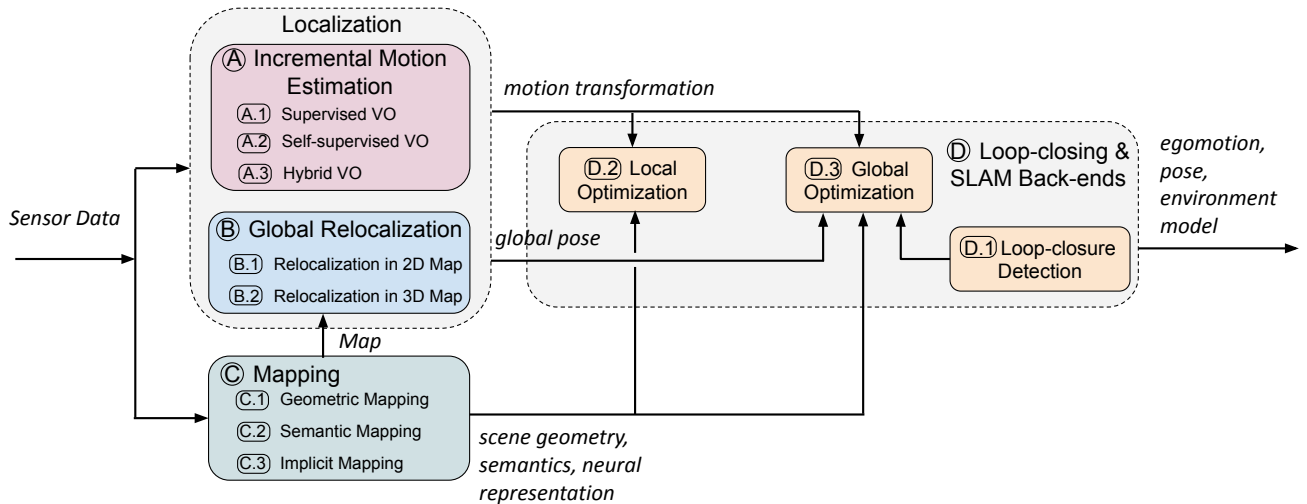 Sensor Data
Localization
A Incremental Motion
Estimation
A.1 Supervised VO
A.2 Self-supervised VO
A.3 Hybrid VO
B Global Relocalization
B.1 Relocalization in 2D Map
B.2 Relocalization in 3D Map
Map
C Mapping
C.1 Geometric Mapping
C.2 Semantic Mapping
C.3 Implicit Mapping
motion transformation
global pose
scene geometry,
semantics, neural
representation
D.2 Local
Optimization
D.3 Global
Optimization
D Loop-closing &
SLAM Back-ends
D.1 Loop-closure
Detection
egomotion,
pose,
environment
model